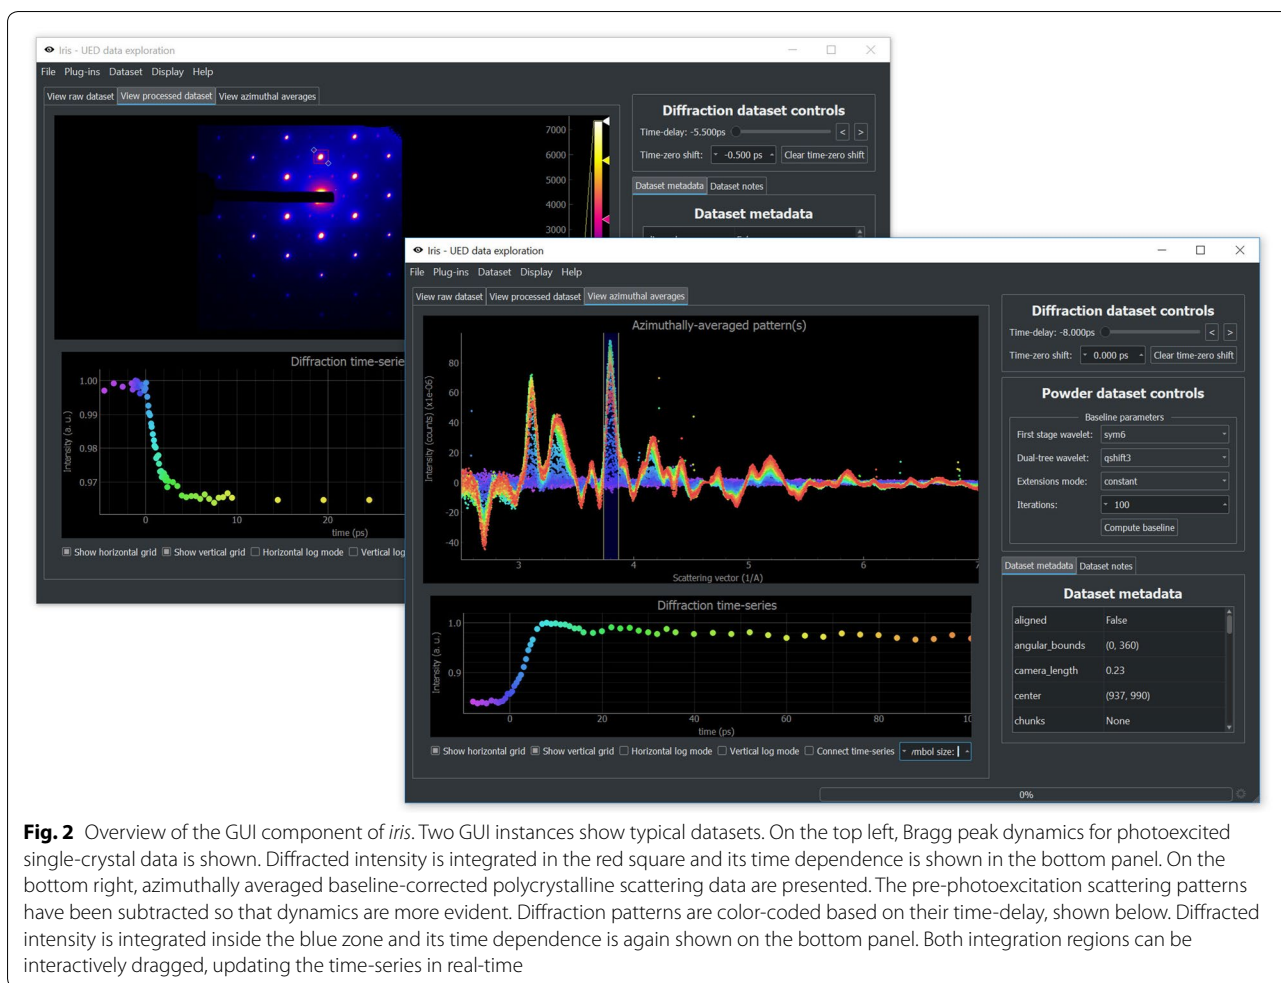 Iris - UED data exploration
File Plug-ins Dataset Display Help
View raw dataset View processed dataset View azimuthal averages
7000
6000
5000
4000
3000
Diffraction dataset controls
Time-delay: -5.500ps < >
Time-zero shift: -0.500 ps Clear time-zero shift
Dataset metadata Dataset notes
Dataset metadata
Diffraction time-serie
1.00
0.99
0.98
0.97
Intensity (a. u.)
0 10 20
time (ps)
Show horizontal grid Show vertical grid Horizontal log mode Vertical log
Iris - UED data exploration
File Plug-ins Dataset Display Help
View raw dataset View processed dataset View azimuthal averages
Azimuthally-averaged pattern(s)
80
60
40
20
0
-20
-40
Intensity (counts) (x1e-06)
3 4 5 6 7
Scattering vector (1/A)
Diffraction time-series
1.0
0.9
Intensity (a. u.)
0 20 40 60 80 10
time (ps)
Show horizontal grid Show vertical grid Horizontal log mode Vertical log mode Connect time-series mbol size:
Diffraction dataset controls
Time-delay: -8.000ps < >
Time-zero shift: 0.000 ps Clear time-zero shift
Powder dataset controls
Baseline parameters
First stage wavelet: sym6
Dual-tree wavelet: qshift3
Extensions mode: constant
Iterations: 100
Compute baseline
Dataset metadata Dataset notes
Dataset metadata
aligned False
angular_bounds (0, 360)
camera_length 0.23
center (937, 990)
chunks None
0%
Fig. 2 Overview of the GUI component of iris. Two GUI instances show typical datasets. On the top left, Bragg peak dynamics for photoexcited
single-crystal data is shown. Diffracted intensity is integrated in the red square and its time dependence is shown in the bottom panel. On the
bottom right, azimuthally averaged baseline-corrected polycrystalline scattering data are presented. The pre-photoexcitation scattering patterns
have been subtracted so that dynamics are more evident. Diffraction patterns are color-coded based on their time-delay, shown below. Diffracted
intensity is integrated inside the blue zone and its time dependence is again shown on the bottom panel. Both integration regions can be
interactively dragged, updating the time-series in real-time